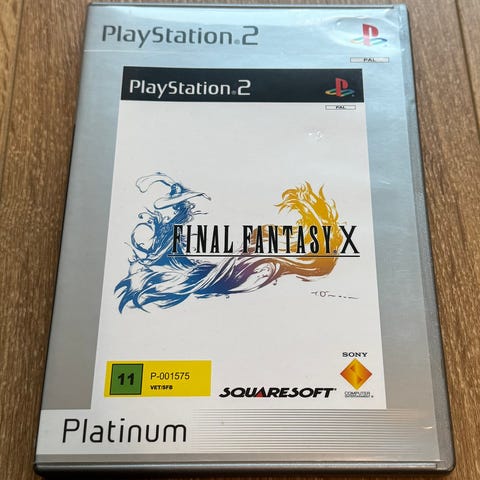 PlayStation.2
PAL
PlayStation.2
PAL
FINAL FANTASY X
11
P-001575
VET/SFB
SQUARESOFT
SONY
COMPUTER
ENTERTAINMENT
Platinum